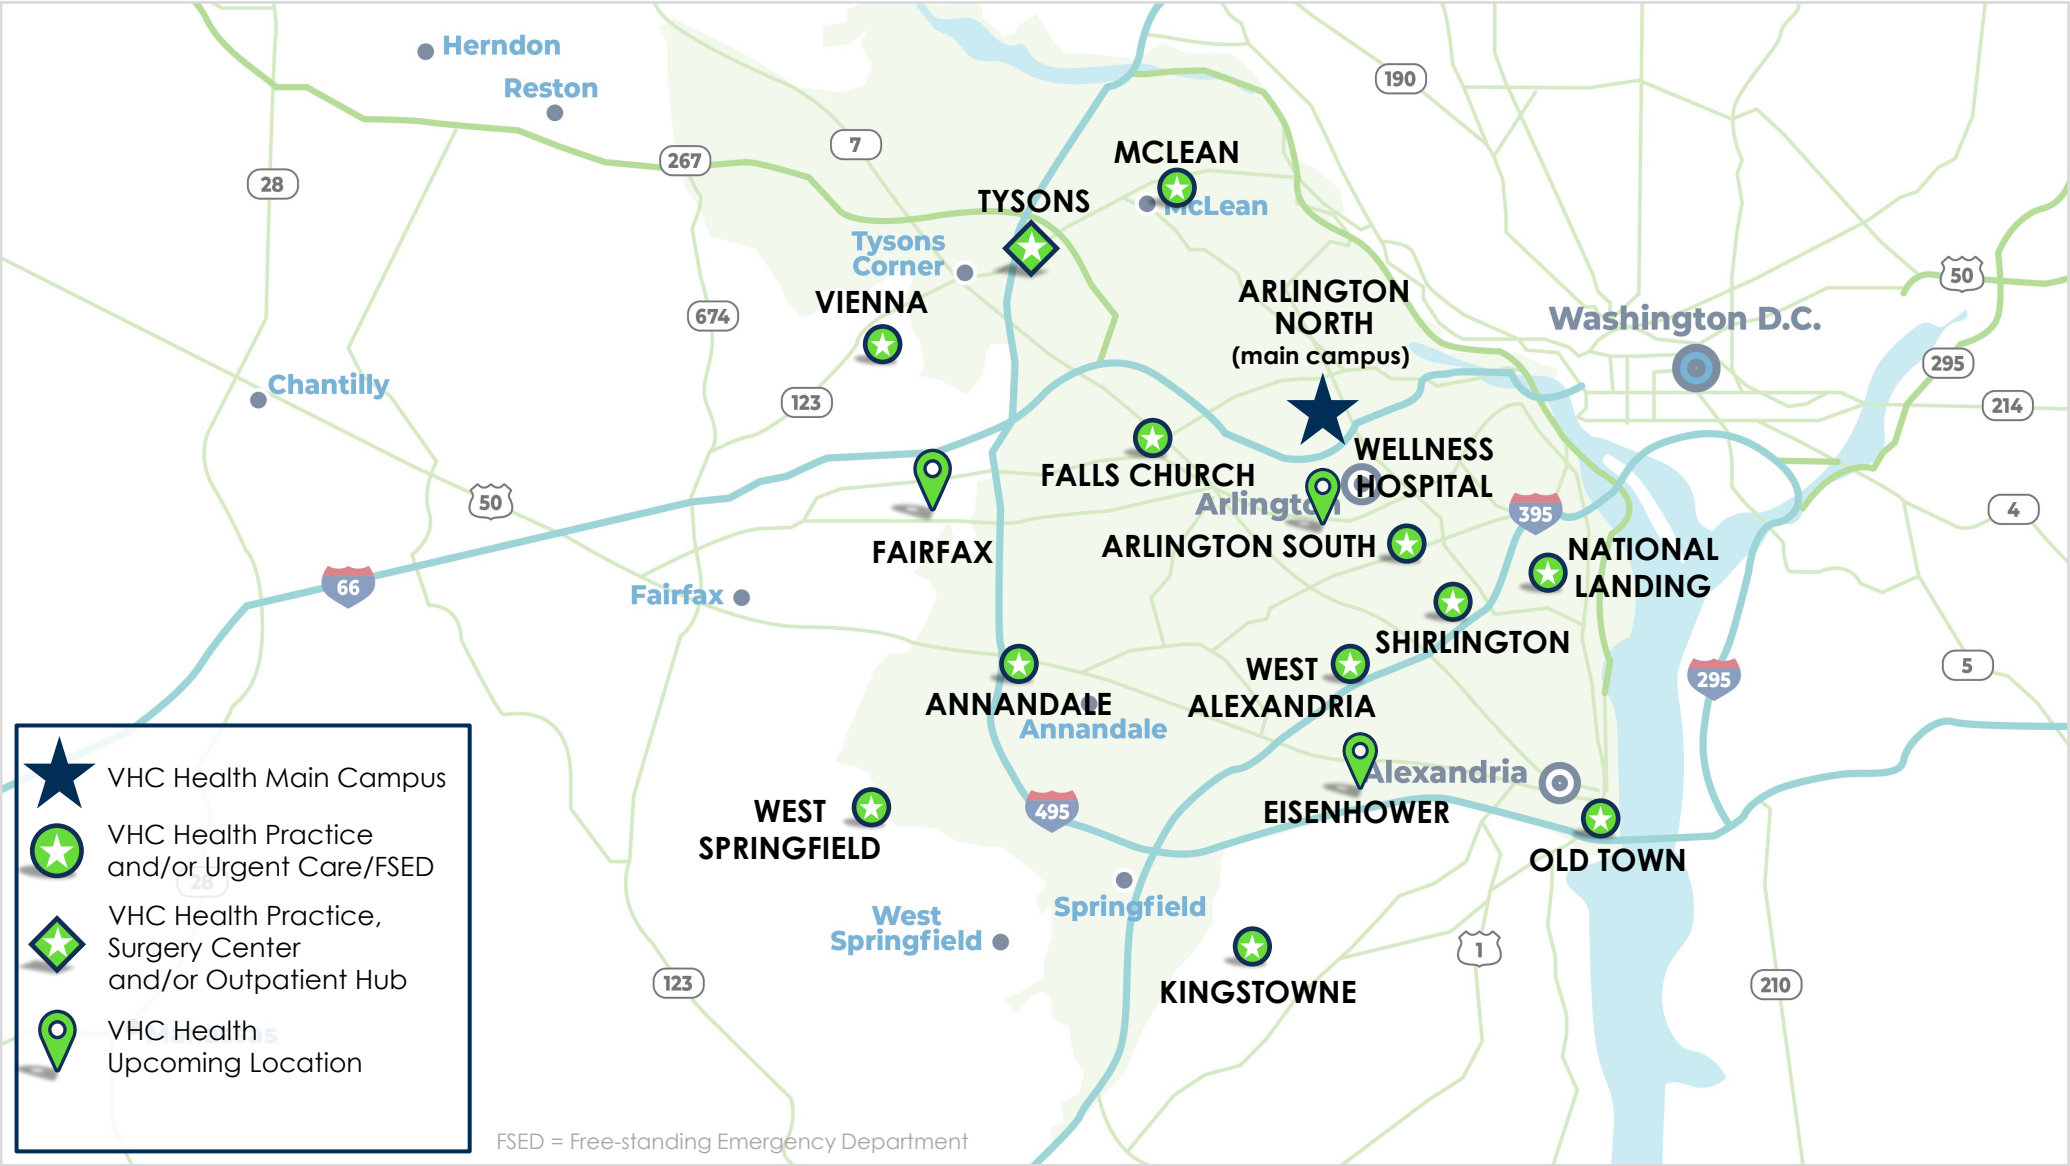 Herndon
Reston
190
7
MCLEAN
267
28
TYSONS
McLean
Tysons
Corner
50
VIENNA
ARLINGTON
NORTH
(main campus)
674
Washington D.C.
295
Chantilly
123
214
WELLNESS
HOSPITAL
FALLS CHURCH
Arlington
50
395
4
FAIRFAX
ARLINGTON SOUTH
NATIONAL
LANDING
66
Fairfax
SHIRLINGTON
WEST
ALEXANDRIA
5
295
ANNANDALE
Annandale
VHC Health Main Campus
Alexandria
EISENHOWER
495
WEST
SPRINGFIELD
VHC Health Practice
and/or Urgent Care/FSED
OLD TOWN
28
Springfield
West
Springfield
VHC Health Practice,
Surgery Center
and/or Outpatient Hub
1
KINGSTOWNE
123
210
VHC Health
Upcoming Location
FSED = Free-standing Emergency Department